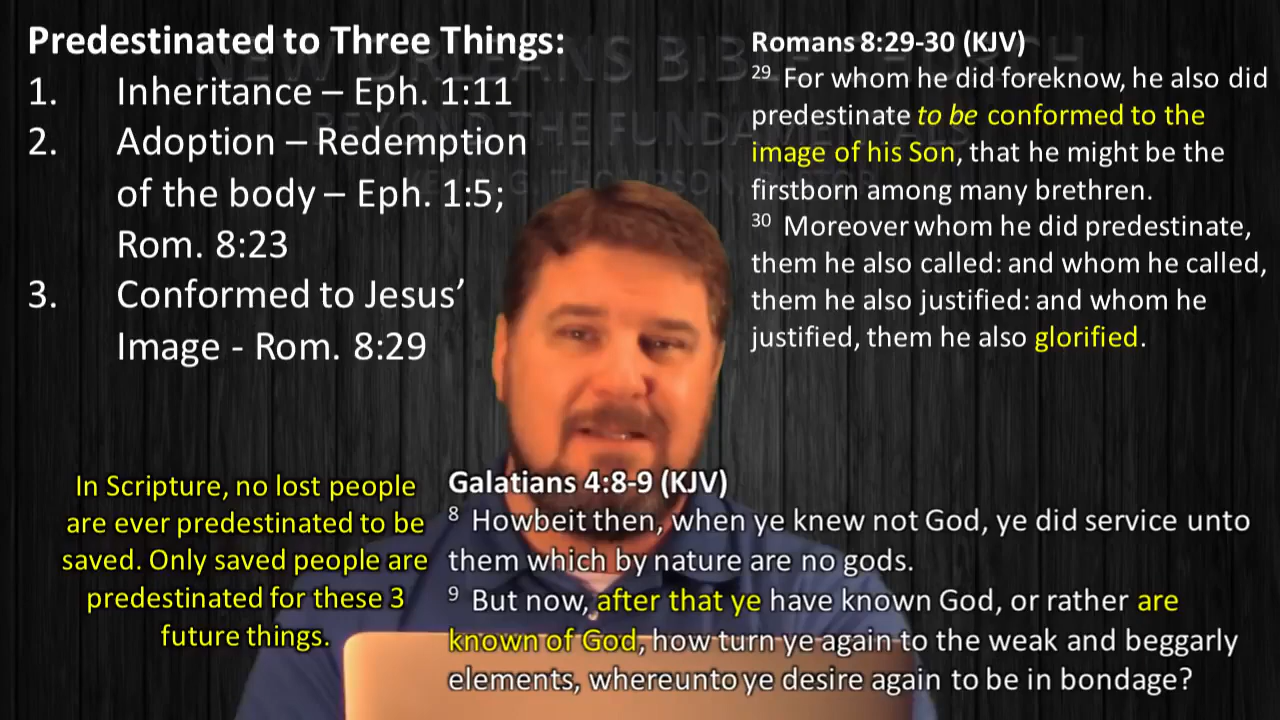 Predestinated to Three Things:
1. Inheritance – Eph. 1:11
2. Adoption – Redemption
of the body – Eph. 1:5;
Rom. 8:23
3. Conformed to Jesus’
Image - Rom. 8:29
Romans 8:29-30 (KJV)
29 For whom he did foreknow, he also did
predestinate to be conformed to the
image of his Son, that he might be the
firstborn among many brethren.
30 Moreover whom he did predestinate,
them he also called: and whom he called,
them he also justified: and whom he
justified, them he also glorified.
In Scripture, no lost people
are ever predestinated to be
saved. Only saved people are
predestinated for these 3
future things.
Galatians 4:8-9 (KJV)
8 Howbeit then, when ye knew not God, ye did service unto
them which by nature are no gods.
9 But now, after that ye have known God, or rather are
known of God, how turn ye again to the weak and beggarly
elements, whereunto ye desire again to be in bondage?
NEW ORLEANS BIBLE CHURCH
BEYOND THE FUNDAMENTALS